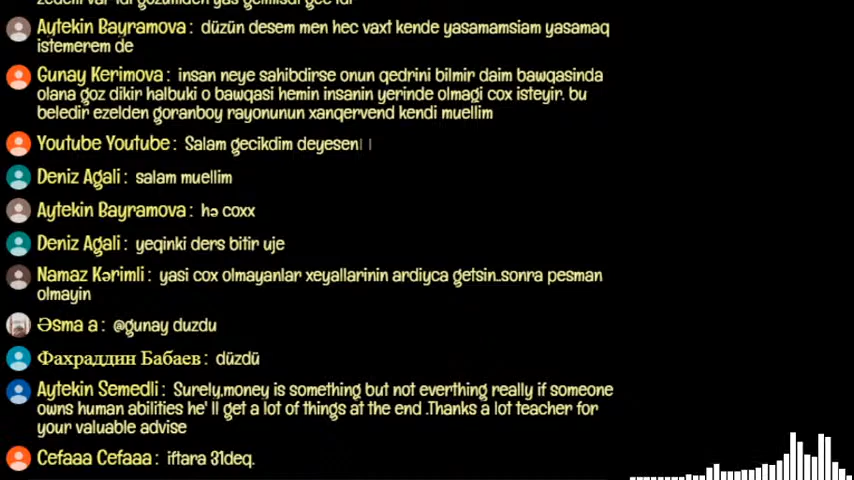 Aytekin Bayramova : düzün desem men hec vaxt kende yasamamsiam yasamaq
istemerem de
Gunay Kerimova : insan neye sahibdirse onun qedrini bilmir daim bawqasinda
olana goz dikir halbuki o bawqasi hemin insanin yerinde olmagi cox isteyir. bu
beledir ezelden goranboy rayonunun xanqervend kendi muellim
Youtube Youtube : Salam gecikdim deyesen
Deniz Agali : salam muellim
Aytekin Bayramova : hə coxx
Deniz Agali : yeqinki ders bitir uje
Namaz Kərimli : yasi cox olmayanlar xeyallarinin ardiyca getsin..sonra pesman
olmayin
Əsma a : @gunay duzdu
Фахраддин Бабаев : düzdü
Aytekin Semedli : Surely,money is something but not everthing really if someone
owns human abilities he' ll get a lot of things at the end .Thanks a lot teacher for
your valuable advise
Cefaaa Cefaaa : iftara 31deq.